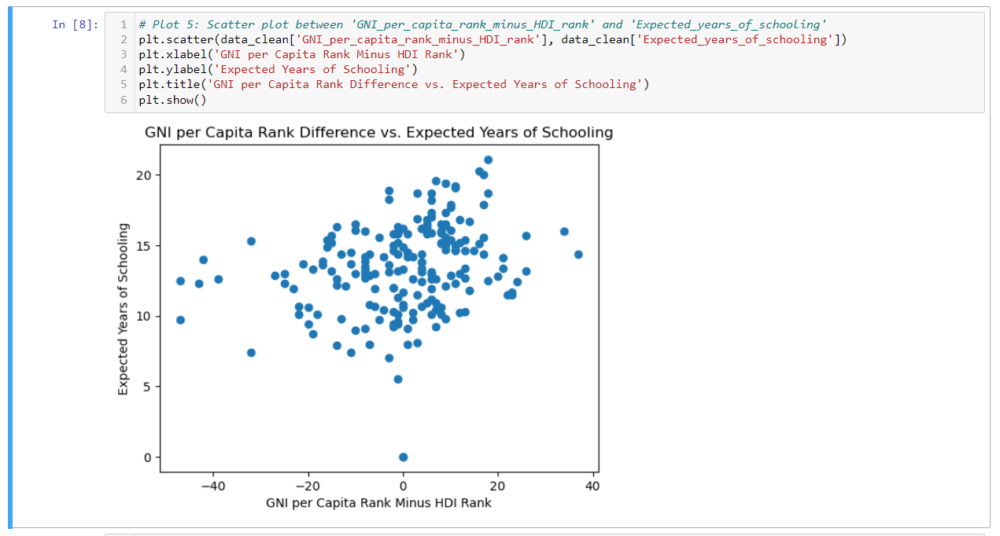 In [8]:
1 # Plot 5: Scatter plot between 'GNI_per_capita_rank_minus_HDI_rank' and 'Expected_years_of_schooling'
2 plt.scatter(data_clean['GNI_per_capita_rank_minus_HDI_rank'], data_clean['Expected_years_of_schooling'])
3 plt.xlabel('GNI per Capita Rank Minus HDI Rank')
4 plt.ylabel('Expected Years of Schooling')
5 plt.title('GNI per Capita Rank Difference vs. Expected Years of Schooling')
6 plt.show()
GNI per Capita Rank Difference vs. Expected Years of Schooling
Expected Years of Schooling
20
15
10
5
0
−40 −20 0 20 40
GNI per Capita Rank Minus HDI Rank